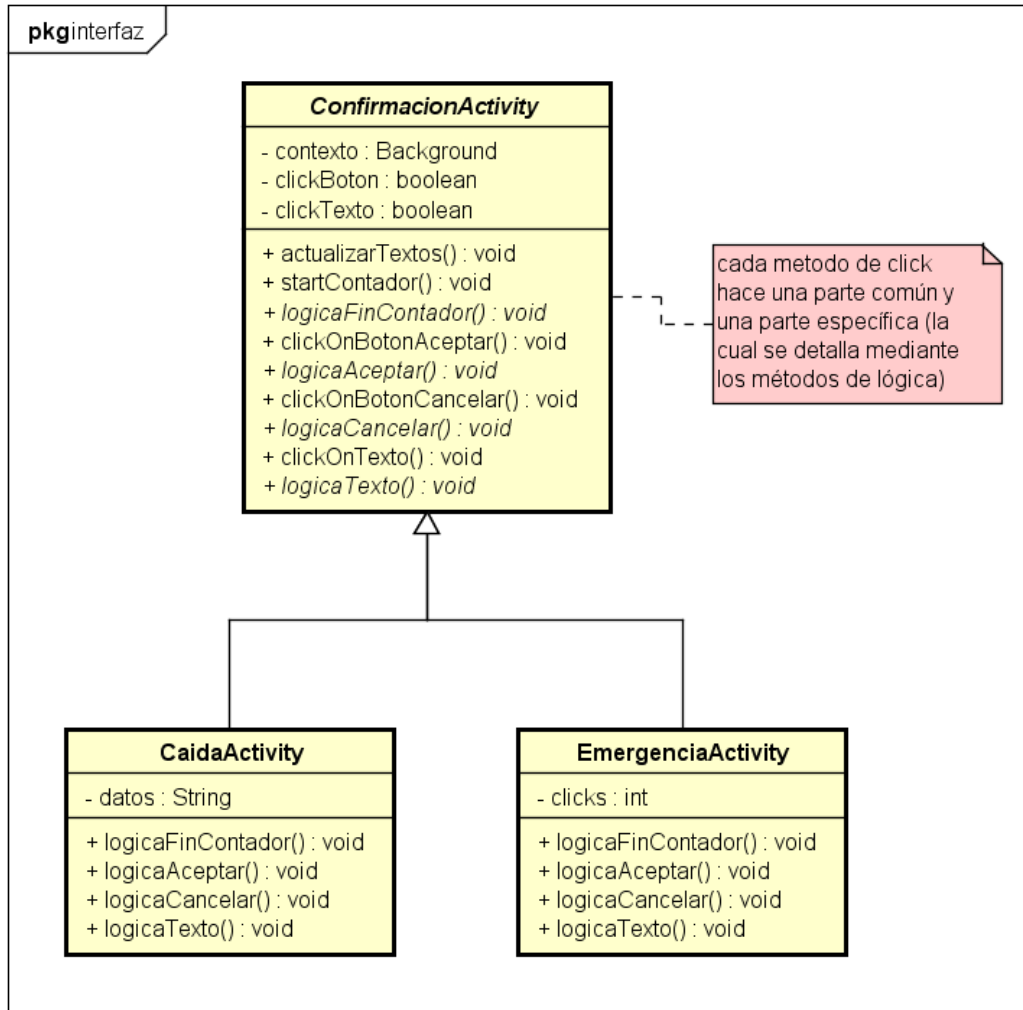 pkg interfaz
ConfirmacionActivity
- contexto : Background
- clickBoton : boolean
- clickTexto : boolean
+ actualizarTextos() : void
+ startContador() : void
+ logicaFinContador() : void
+ clickOnBotonAceptar() : void
+ logicaAceptar() : void
+ clickOnBotonCancelar() : void
+ logicaCancelar() : void
+ clickOnTexto() : void
+ logicaTexto() : void
cada metodo de click
hace una parte común y
una parte específica (la
cual se detalla mediante
los métodos de lógica)
CaidaActivity
- datos : String
+ logicaFinContador() : void
+ logicaAceptar() : void
+ logicaCancelar() : void
+ logicaTexto() : void
EmergenciaActivity
- clicks : int
+ logicaFinContador() : void
+ logicaAceptar() : void
+ logicaCancelar() : void
+ logicaTexto() : void